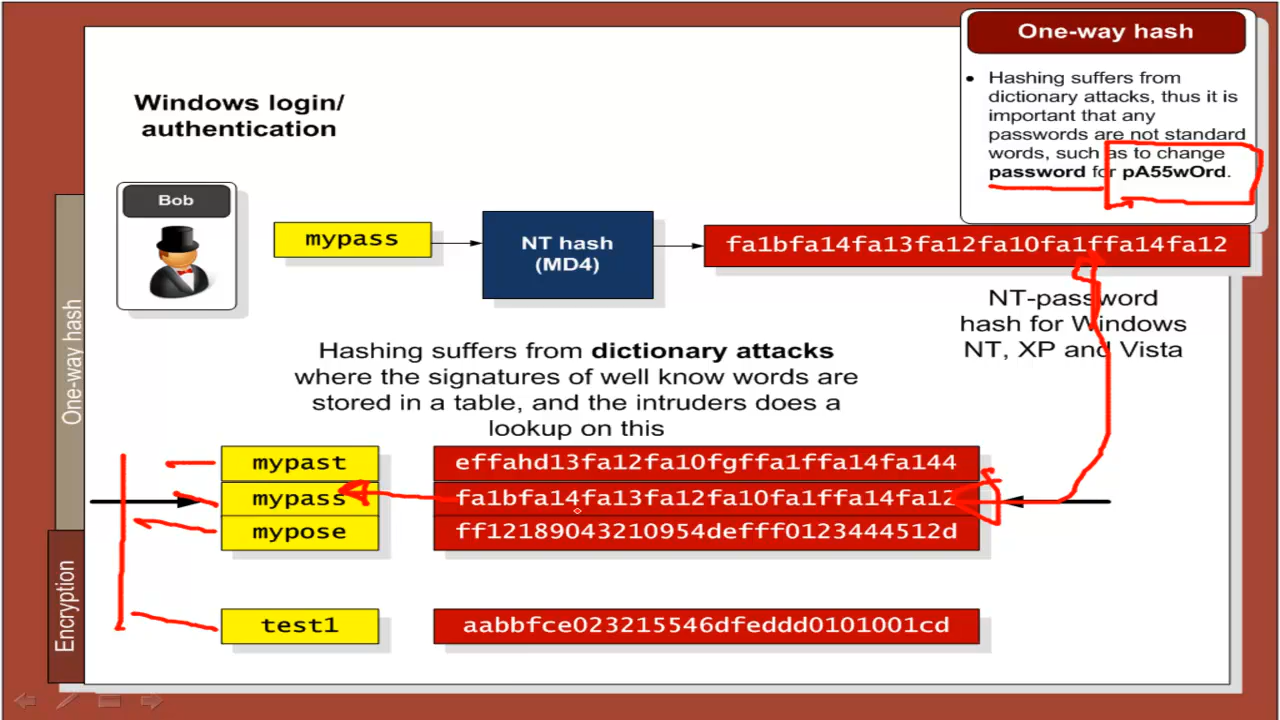 One-way hash
• Hashing suffers from
dictionary attacks, thus it is
important that any
passwords are not standard
words, such as to change
password for pA55wOrd.
Windows login/
authentication
Bob
mypass
NT hash
(MD4)
fa1bfa14fa13fa12fa10fa1ffa14fa12
NT-password
hash for Windows
NT, XP and Vista
One-way hash
Hashing suffers from dictionary attacks
where the signatures of well know words are
stored in a table, and the intruders does a
lookup on this
mypast effahd13fa12fa10fgffa1ffa14fa144
mypass fa1bfa14fa13fa12fa10fa1ffa14fa12
mypose ff12189043210954defff0123444512d
Encryption
test1 aabbfce023215546dfeddd0101001cd